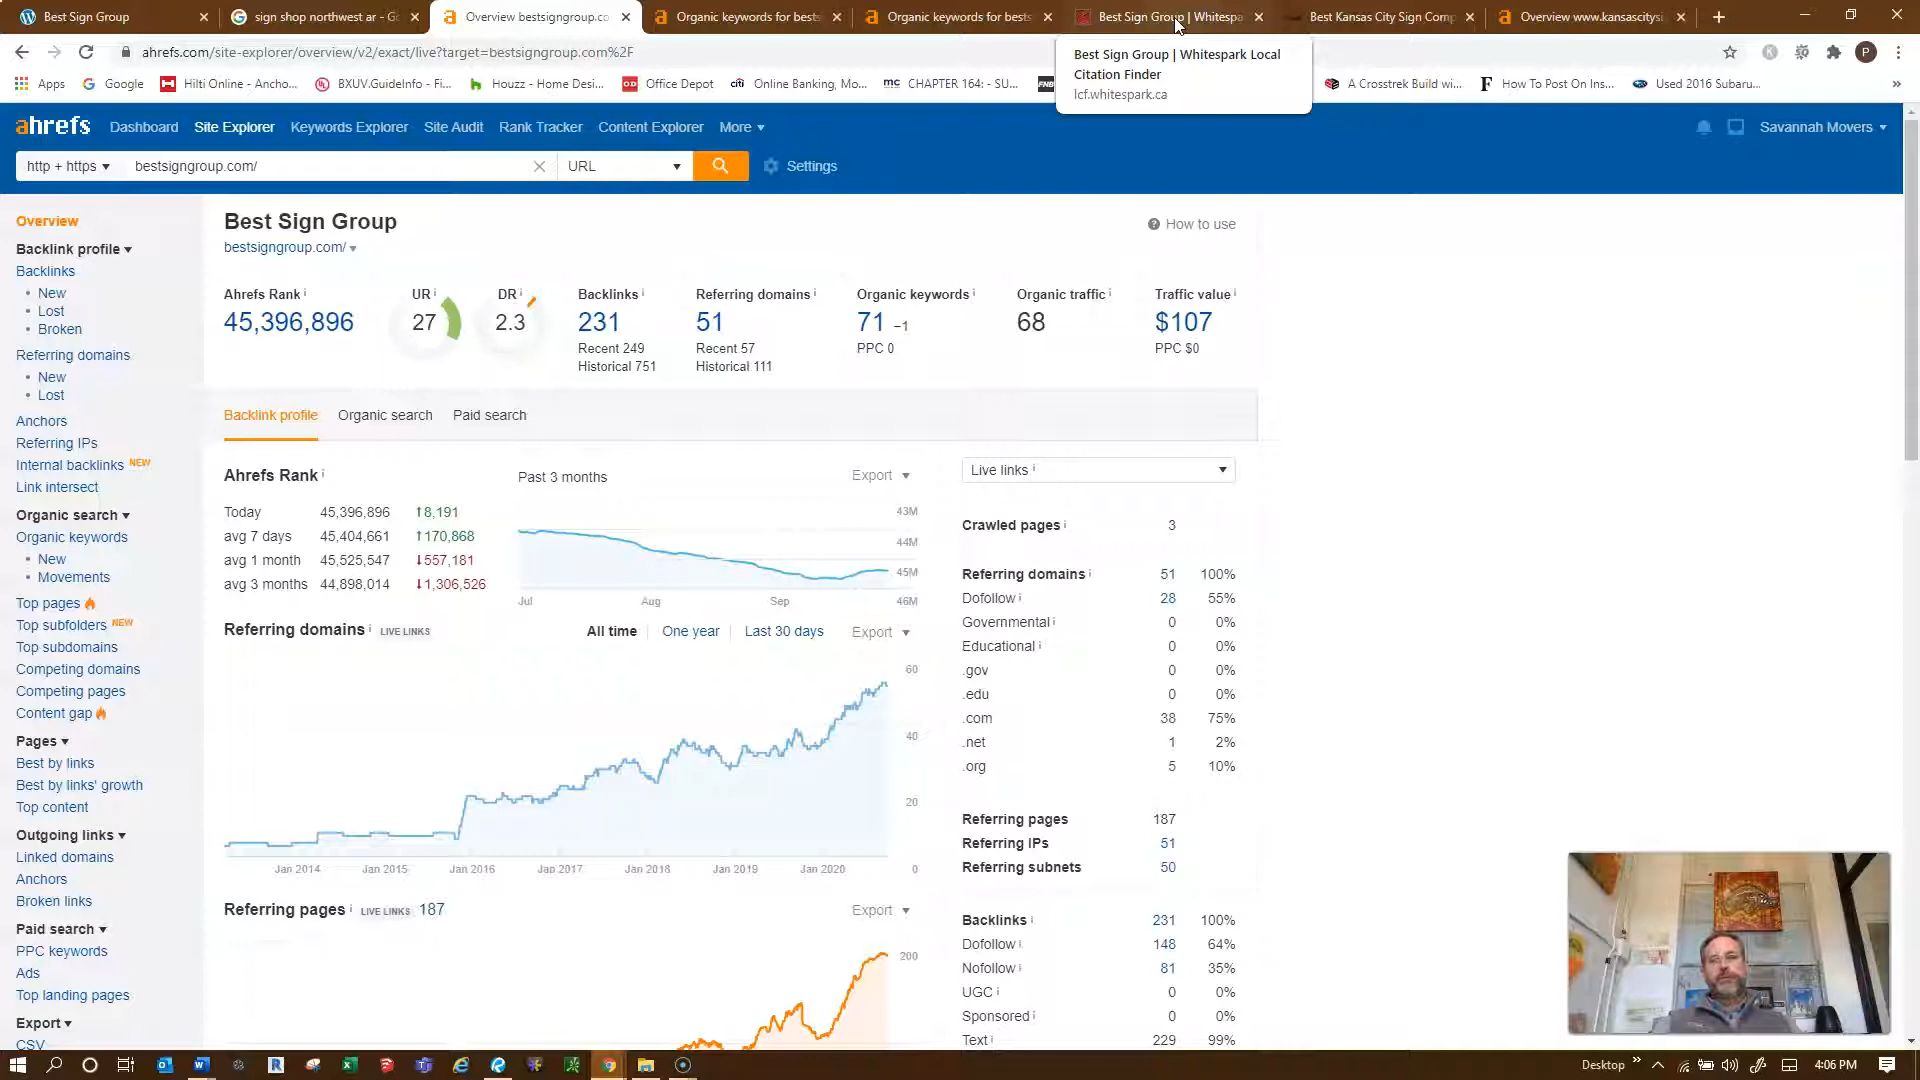 Best Sign Group
sign shop northwest ar - Go
Overview bestsigngroup.co
Organic keywords for bests
Organic keywords for bests
Best Sign Group | Whitespa
Best Kansas City Sign Comp
Overview www.kansascitysi
ahrefs.com/site-explorer/overview/v2/exact/live?target=bestsigngroup.com%2F
P
Best Sign Group | Whitespark Local
Citation Finder
lcf.whitespark.ca
Apps
Google
Hilti Online - Ancho...
BXUV.GuideInfo - Fi...
Houzz - Home Desi...
Office Depot
Online Banking, Mo...
CHAPTER 164: - SU...
A Crosstrek Build wi...
How To Post On Ins...
Used 2016 Subaru...
ahrefs
Dashboard
Site Explorer
Keywords Explorer
Site Audit
Rank Tracker
Content Explorer
More
Savannah Movers
http + https
bestsigngroup.com/
URL
Settings
Overview
Backlink profile
Backlinks
New
Lost
Broken
Referring domains
New
Lost
Anchors
Referring IPs
Internal backlinks NEW
Link intersect
Organic search
Organic keywords
New
Movements
Top pages
Top subfolders NEW
Top subdomains
Competing domains
Competing pages
Content gap
Pages
Best by links
Best by links' growth
Top content
Outgoing links
Linked domains
Anchors
Broken links
Paid search
PPC keywords
Ads
Top landing pages
Export
CSV
Best Sign Group
bestsigngroup.com/
How to use
Ahrefs Rank
45,396,896
UR
27
DR
2.3
Backlinks
231
Recent 249
Historical 751
Referring domains
51
Recent 57
Historical 111
Organic keywords
71 −1
PPC 0
Organic traffic
68
Traffic value
$107
PPC $0
Backlink profile
Organic search
Paid search
Ahrefs Rank
Past 3 months
Export
Today 45,396,896 ↑8,191
avg 7 days 45,404,661 ↑170,868
avg 1 month 45,525,547 ↓557,181
avg 3 months 44,898,014 ↓1,306,526
43M
44M
45M
46M
Jul
Aug
Sep
Referring domains LIVE LINKS
All time
One year
Last 30 days
Export
60
40
20
0
Jan 2014
Jan 2015
Jan 2016
Jan 2017
Jan 2018
Jan 2019
Jan 2020
Referring pages LIVE LINKS 187
Export
200
Live links
Crawled pages 3
Referring domains 51 100%
Dofollow 28 55%
Governmental 0 0%
Educational 0 0%
.gov 0 0%
.edu 0 0%
.com 38 75%
.net 1 2%
.org 5 10%
Referring pages 187
Referring IPs 51
Referring subnets 50
Backlinks 231 100%
Dofollow 148 64%
Nofollow 81 35%
UGC 0 0%
Sponsored 0 0%
Text 229 99%
Desktop
4:06 PM